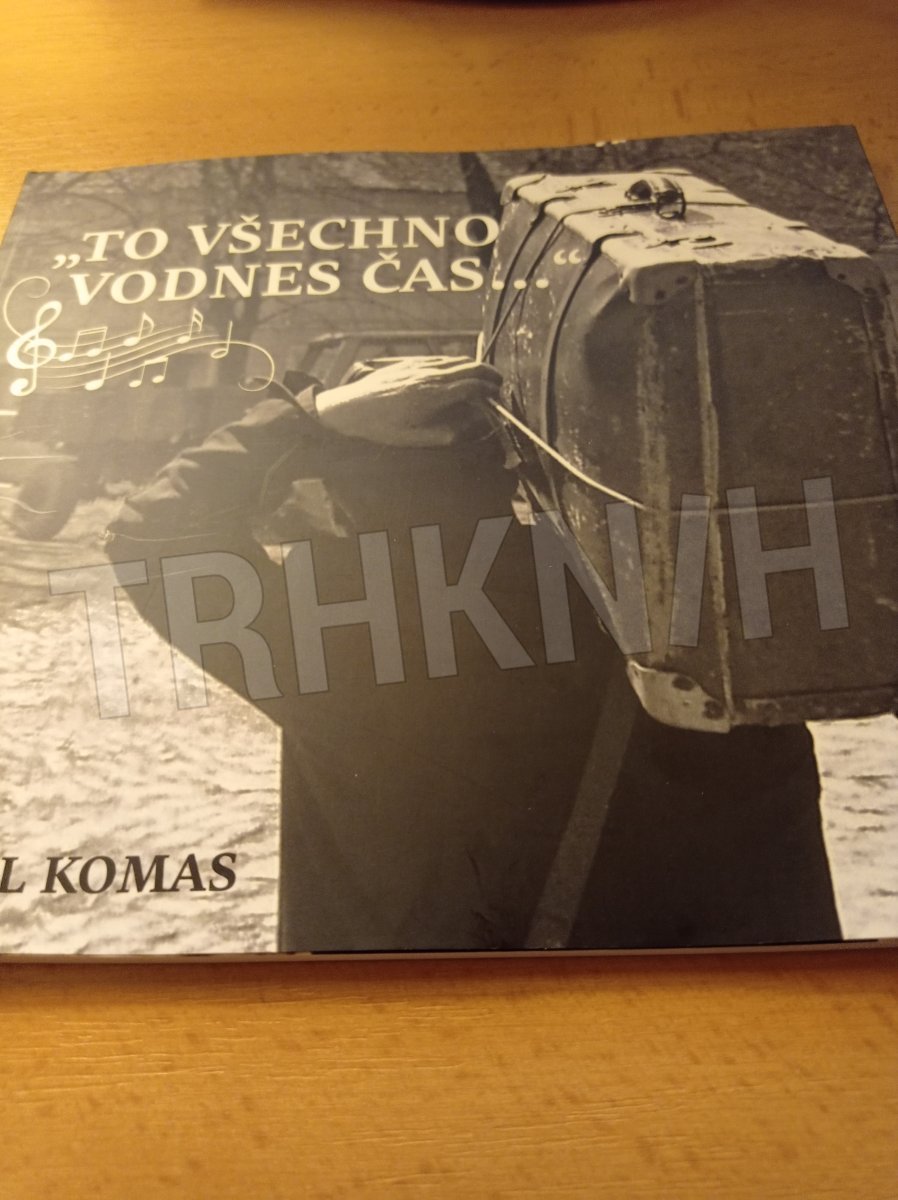 „TO VŠECHNO
VODNES ČAS...“
TRHKNIH
L KOMAS